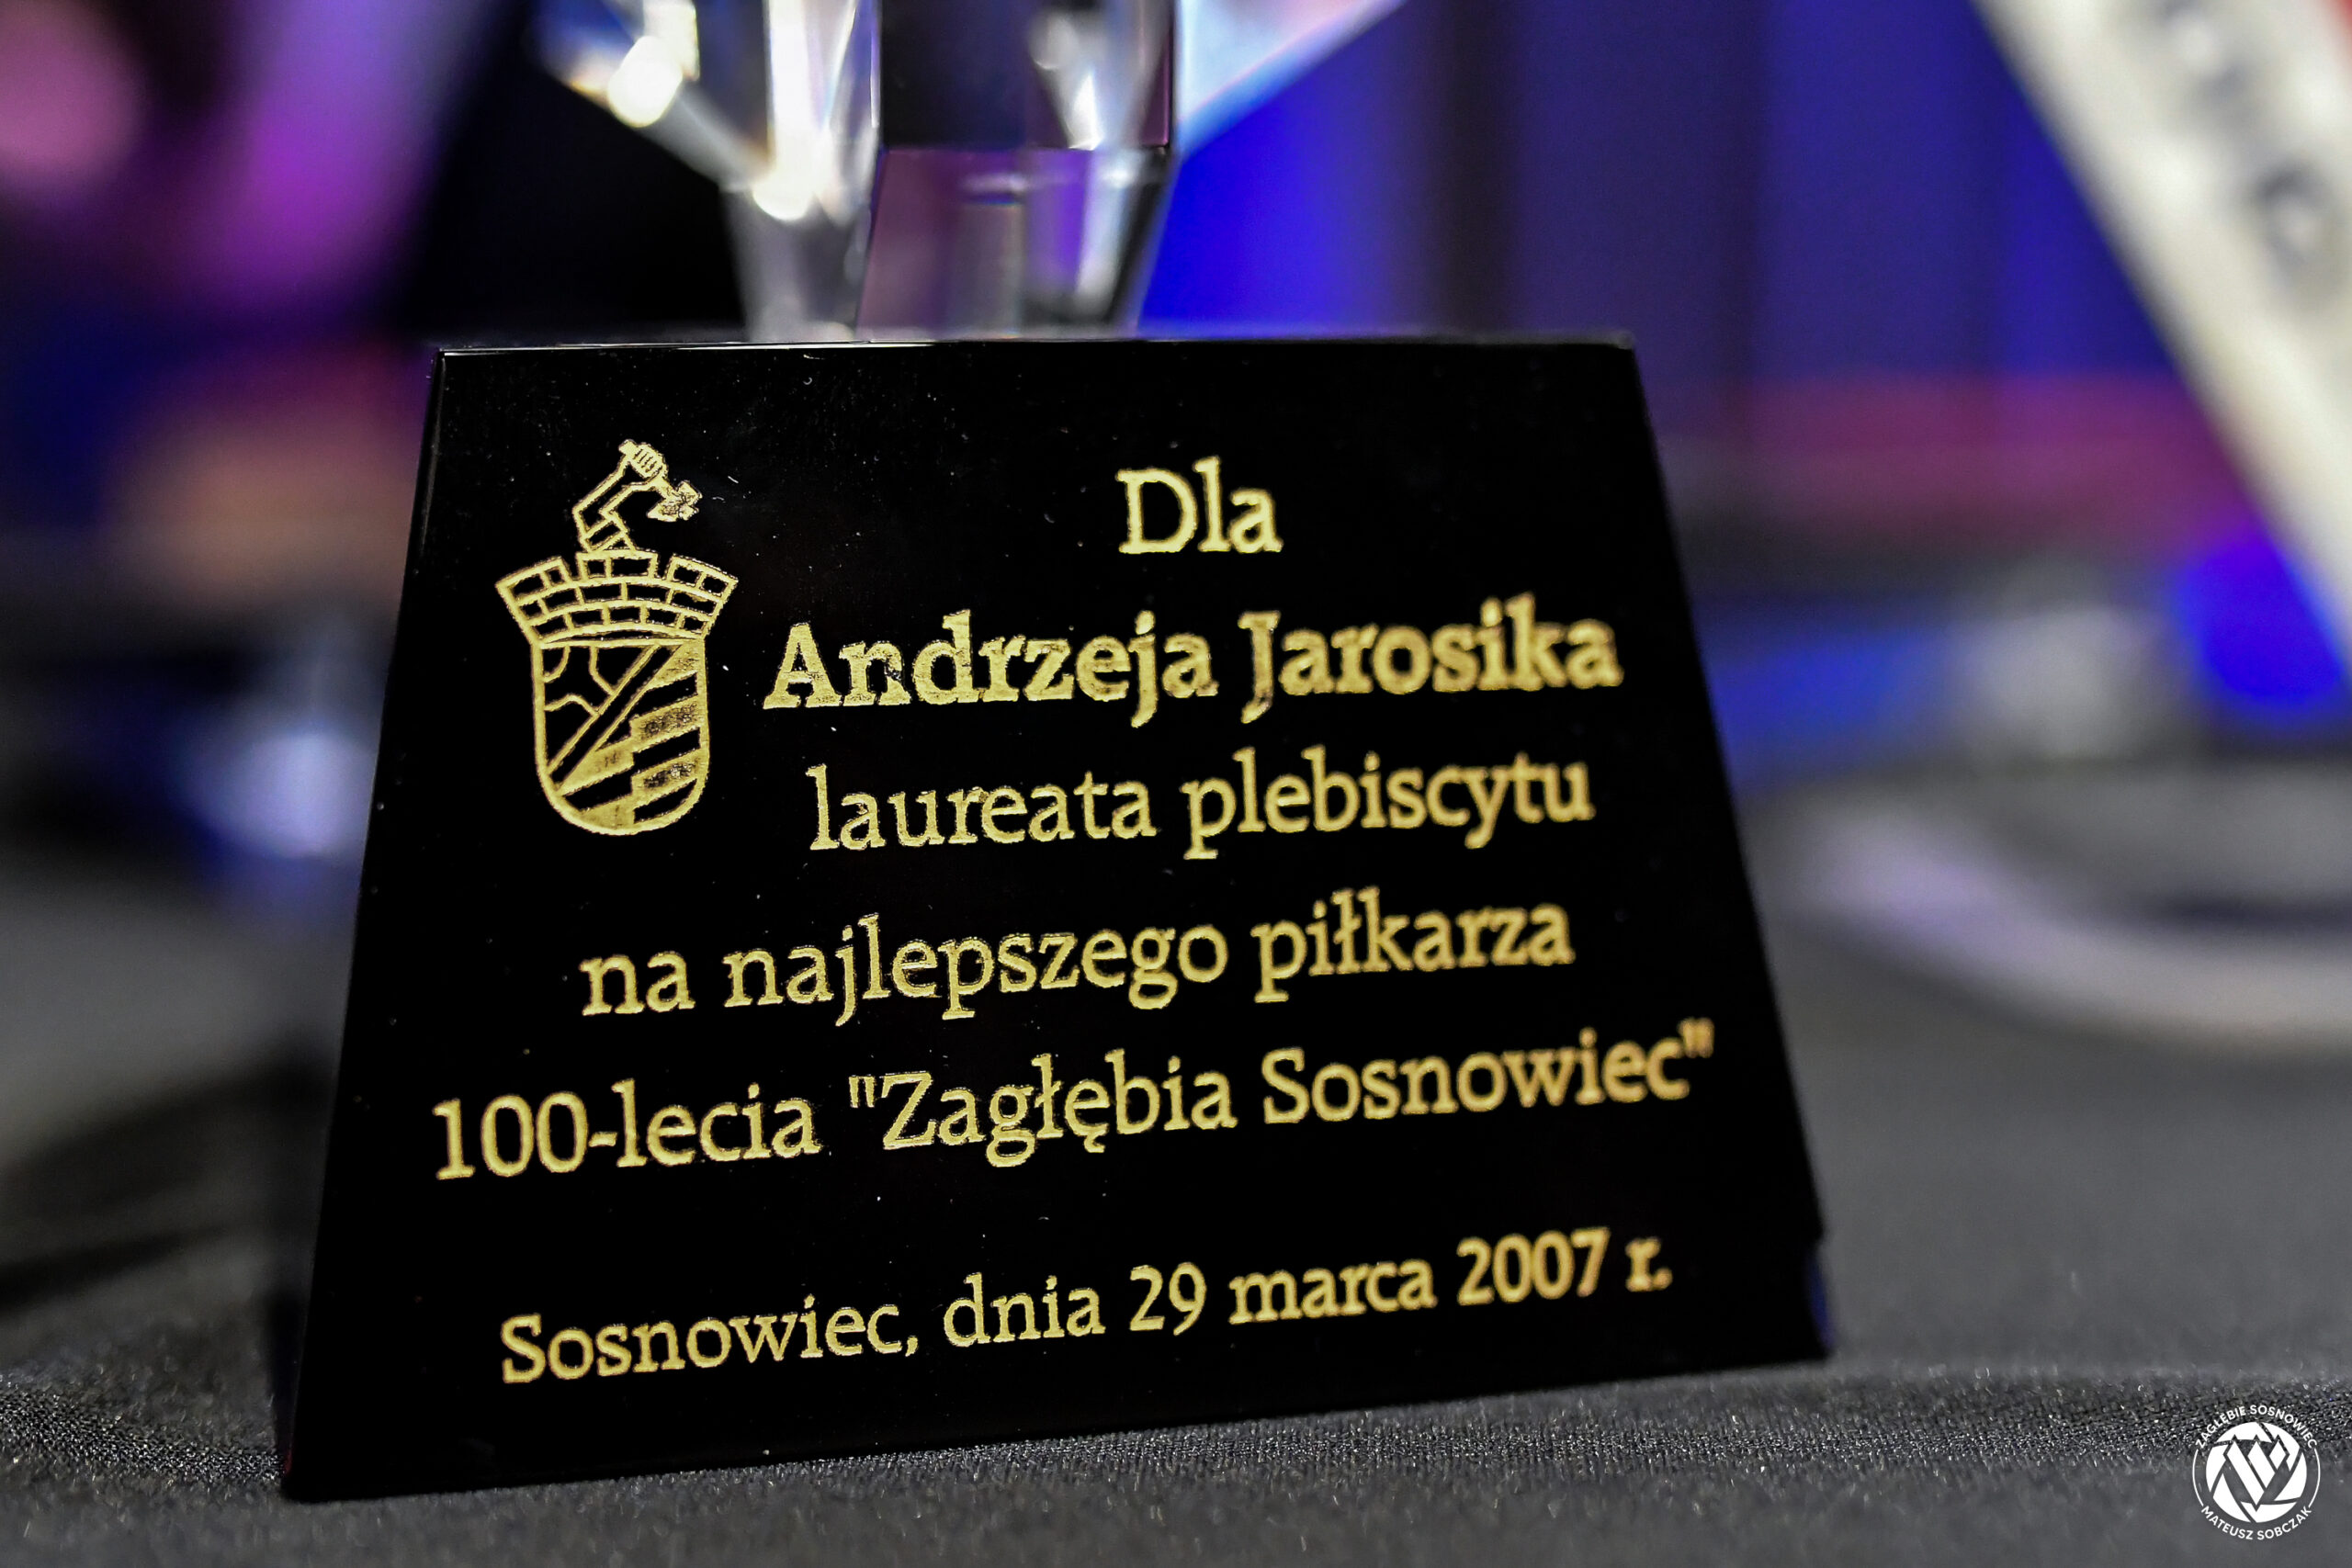 Dla
Andrzeja Jarosika
laureata plebiscytu
na najlepszego piłkarza
100-lecia "Zagłębia Sosnowiec"
Sosnowiec, dnia 29 marca 2007 r.
ZAGŁĘBIE SOSNOWIEC
MATEUSZ SOBCZAK